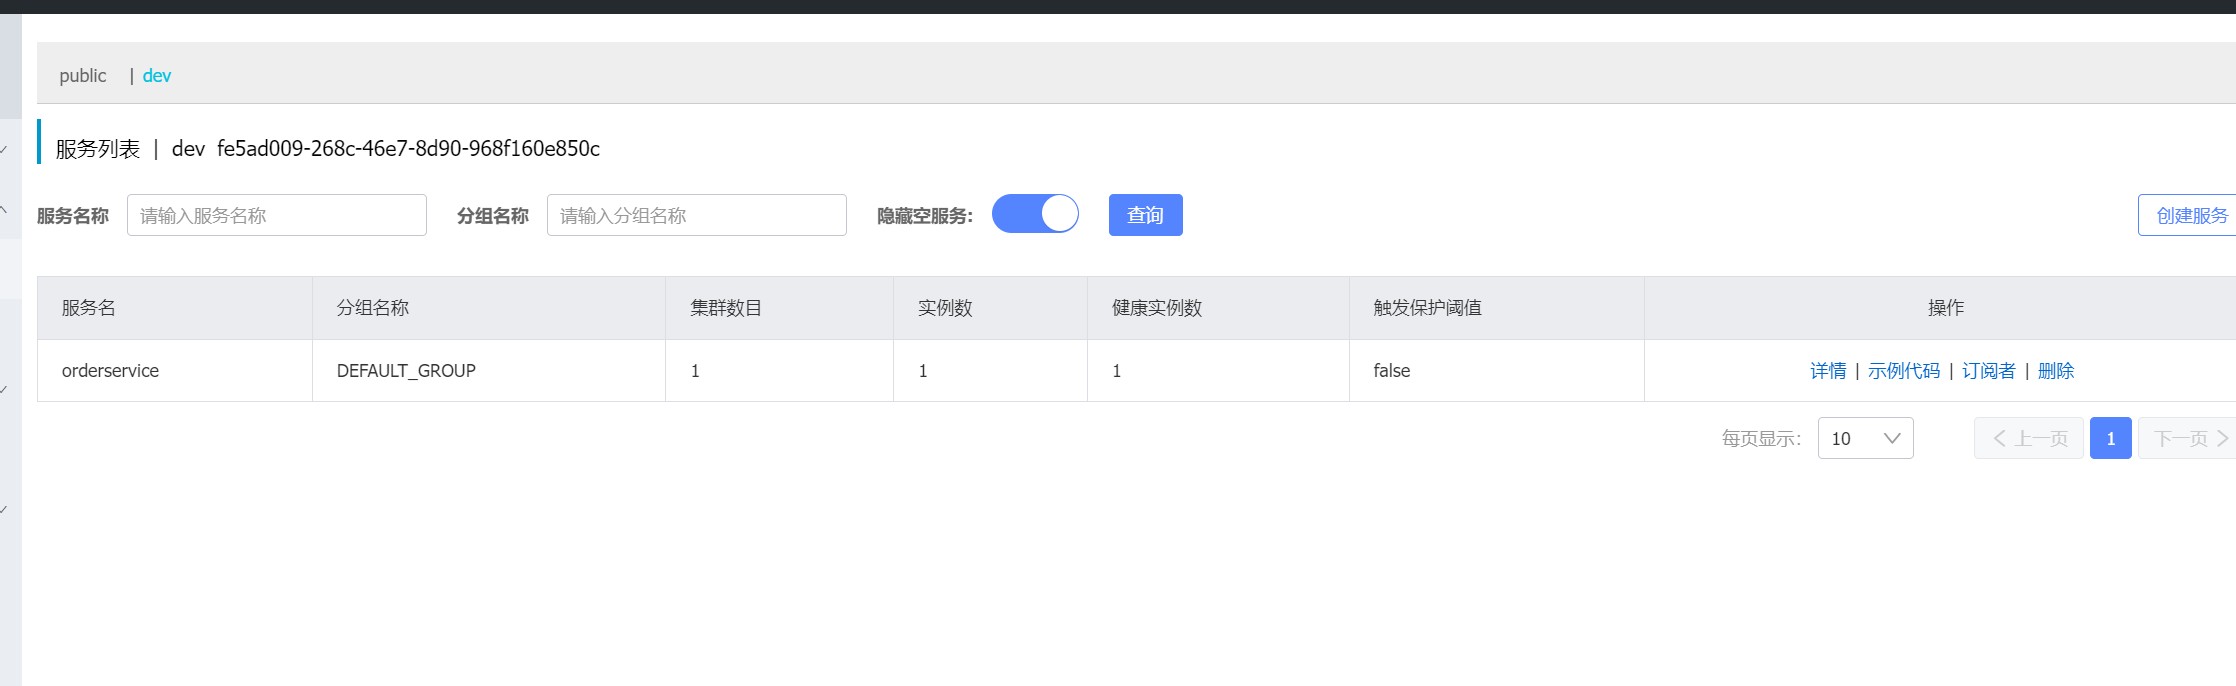 public | dev
服务列表 | dev fe5ad009-268c-46e7-8d90-968f160e850c
服务名称 请输入服务名称 分组名称 请输入分组名称 隐藏空服务: 查询 创建服务
服务名 分组名称 集群数目 实例数 健康实例数 触发保护阈值 操作
orderservice DEFAULT_GROUP 1 1 1 false 详情 | 示例代码 | 订阅者 | 删除
每页显示: 10 上一页 1 下一页